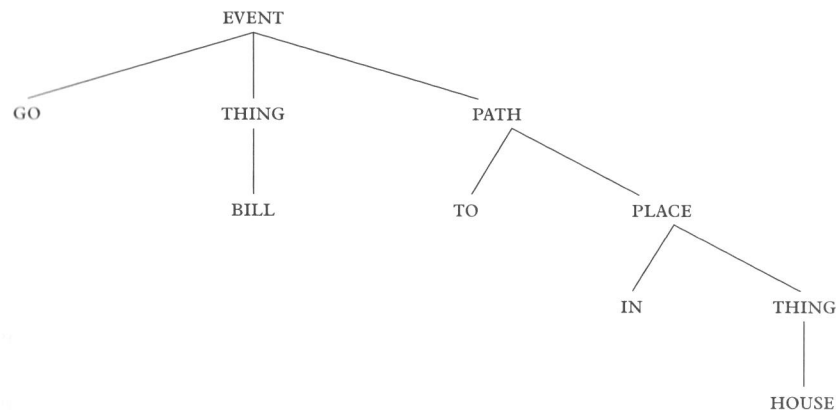 EVENT
GO THING PATH
BILL TO PLACE
IN THING
HOUSE